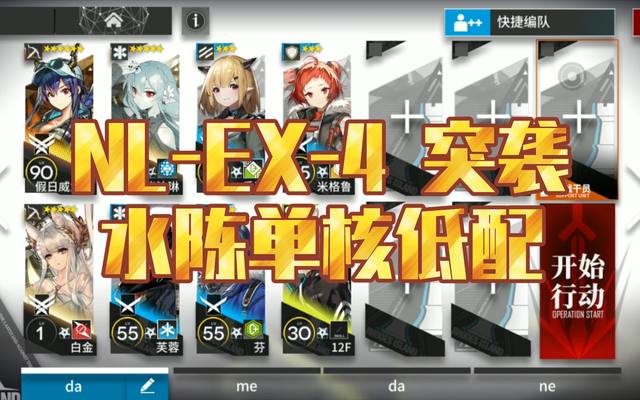 快捷编队
NL-EX-4 突袭
水陈单核低配
90
假日威
米格鲁
SUPPORT UNIT
1
白金
55
芙蓉
55
芬
30
12F
开始
行动
OPERATION START
da
me
da
ne